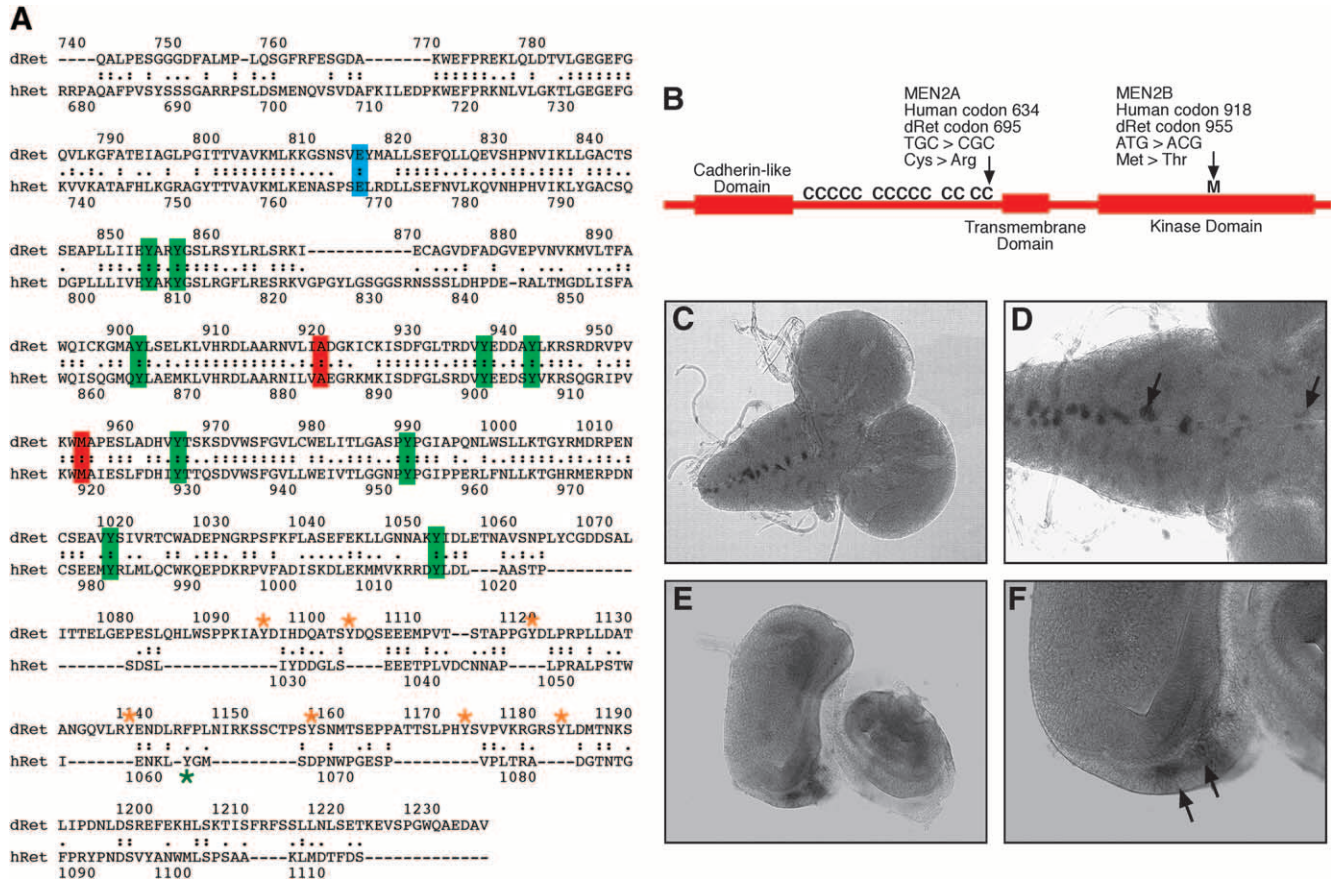 A
740 750 760 770 780
dRet ----QALPESGGGDFALMP-LQSGFRFESGDA-------KWEFPREKLQLDTVLGEGEFG
hRet RRPAQAFPVSYSSSGARRPSLDSMENQVSVDAFKILEDPKWEFPRKNLVLGKTLGEGEFG
680 690 700 710 720 730
790 800 810 820 830 840
dRet QVLKGFATEIAGLPGITTVAVKMLKKGSNSVEYMALLSEFQLLQEVSHPNVIKLLGACTS
hRet KVVKATAFHLKGRAGYTTVAVKMLKENASPSELRDLLSEFNVLKQVNHPHVIKLYGACSQ
740 750 760 770 780 790
850 860 870 880 890
dRet SEAPLLIIEYARYGSLRSYLRLSRKI-----------ECAGVDFADGVEPVNVKMVLTFA
hRet DGPLLLIVEYAKYGSLRGFLRESRKVGPGYLGSGGSRNSSSLDHPDE-RALTMGDLISFA
800 810 820 830 840 850
900 910 920 930 940 950
dRet WQICKGMAYLSELKLVHRDLAARNVLIADGKICKISDFGLTRDVYEDDAYLKRSRDRVPV
hRet WQISQGMQYLAEMKLVHRDLAARNILVAEGRKMKISDFGLSRDVYEEDSYVKRSQGRIPV
860 870 880 890 900 910
960 970 980 990 1000 1010
dRet KWMAPESLADHVYTSKSDVWSFGVLCWELITLGASPYPGIAPQNLWSLLKTGYRMDRPEN
hRet KWMAIESLFDHIYTTQSDVWSFGVLLWEIVTLGGNPYPGIPPERLFNLLKTGHRMERPDN
920 930 940 950 960 970
1020 1030 1040 1050 1060 1070
dRet CSEAVYSIVRTCWADEPNGRPSFKFLASEFEKLLGNNAKYIDLETNAVSNPLYCGDDSAL
hRet CSEEMYRLMLQCWKQEPDKRPVFADISKDLEKMMVKRRDYLDL--AASTP----------
980 990 1000 1010 1020
1080 1090 1100 1110 1120 1130
dRet ITTELGEPESLQHLWSPPKIAYDIHDQATSYDQSEEEMPVT--STAPPGYDLPRPLLDAT
hRet ------SDSL-----------IYDDGLS----EEETPLVDCNNAP----LPRALPSTW
1030 1040 1050
1140 1150 1160 1170 1180 1190
dRet ANGQVLRYENDLRFPLNIRKSSCTPSYSNMTSEPPATTSLPHYSVPVKRGRSYLDMTNKS
hRet I-------ENKL-YGM--------SDPNWPGESP--------VPLTRA----DGTNTG
1060 1070 1080
1200 1210 1220 1230
dRet LIPDNLDSREFEKHLSKTISFRFSSLLNLSETKEVSPGWQAEDAV
hRet FPRYPNDSVYANWMLSPSAA----KLMDTFDS-------------
1090 1100 1110
B
MEN2A
Human codon 634
dRet codon 695
TGC > CGC
Cys > Arg
MEN2B
Human codon 918
dRet codon 955
ATG > ACG
Met > Thr
Cadherin-like
Domain
CCCCC CCCCC CC CC
M
Transmembrane
Domain
Kinase Domain
C
D
E
F